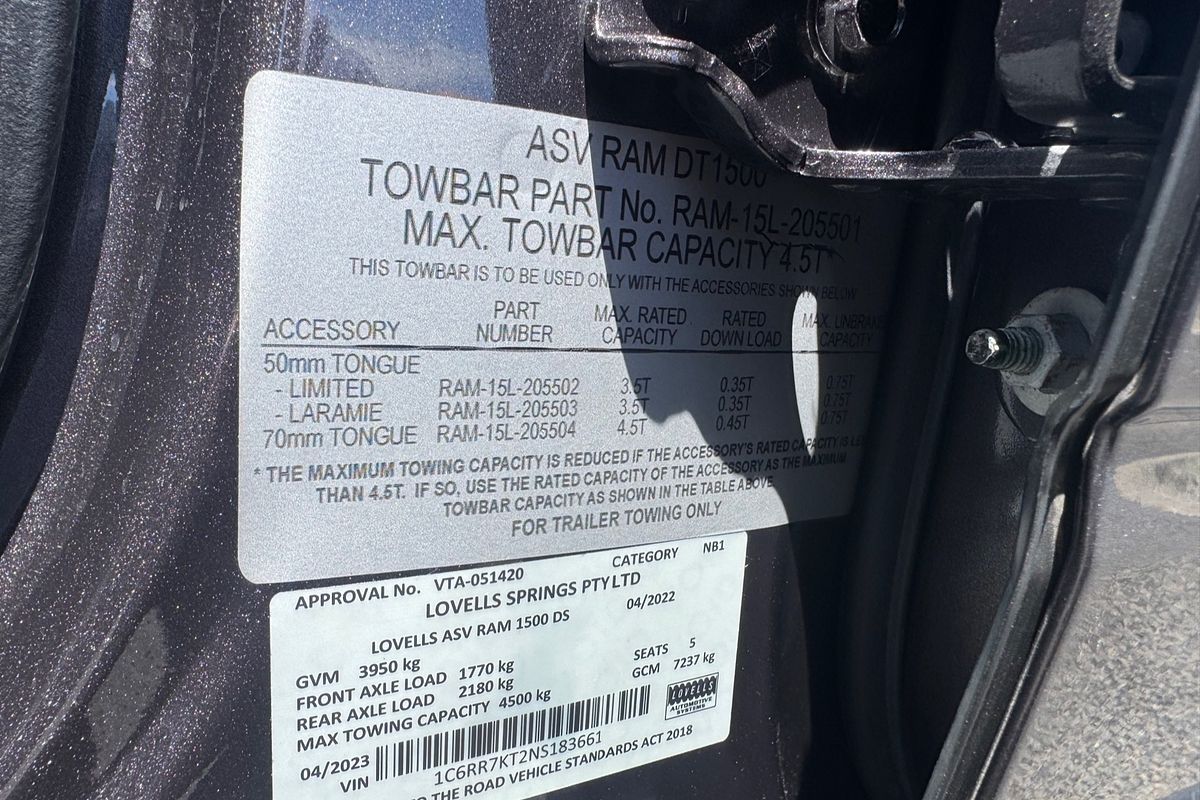 ASV RAM DT1500
TOWBAR PART No. RAM-15L-205501
MAX. TOWBAR CAPACITY 4.5T*
THIS TOWBAR IS TO BE USED ONLY WITH THE ACCESSORIES SHOWN BELOW
ACCESSORY PART NUMBER MAX. RATED CAPACITY RATED DOWN LOAD MAX. UNBRAKE CAPACITY
50mm TONGUE
- LIMITED RAM-15L-205502 3.5T 0.35T 0.75T
- LARAMIE RAM-15L-205503 3.5T 0.35T 0.75T
70mm TONGUE RAM-15L-205504 4.5T 0.45T 0.75T
* THE MAXIMUM TOWING CAPACITY IS REDUCED IF THE ACCESSORY'S RATED CAPACITY IS LE
THAN 4.5T. IF SO, USE THE RATED CAPACITY OF THE ACCESSORY AS THE MAXIMUM
TOWBAR CAPACITY AS SHOWN IN THE TABLE ABOVE
FOR TRAILER TOWING ONLY
APPROVAL No. VTA-051420 CATEGORY NB1
LOVELLS SPRINGS PTY LTD
LOVELLS ASV RAM 1500 DS 04/2022
GVM 3950 kg SEATS 5
FRONT AXLE LOAD 1770 kg GCM 7237 kg
REAR AXLE LOAD 2180 kg
MAX TOWING CAPACITY 4500 kg
LOVELLS AUTOMOTIVE SYSTEMS
04/2023
VIN 1C6RR7KT2NS183661
TO THE ROAD VEHICLE STANDARDS ACT 2018